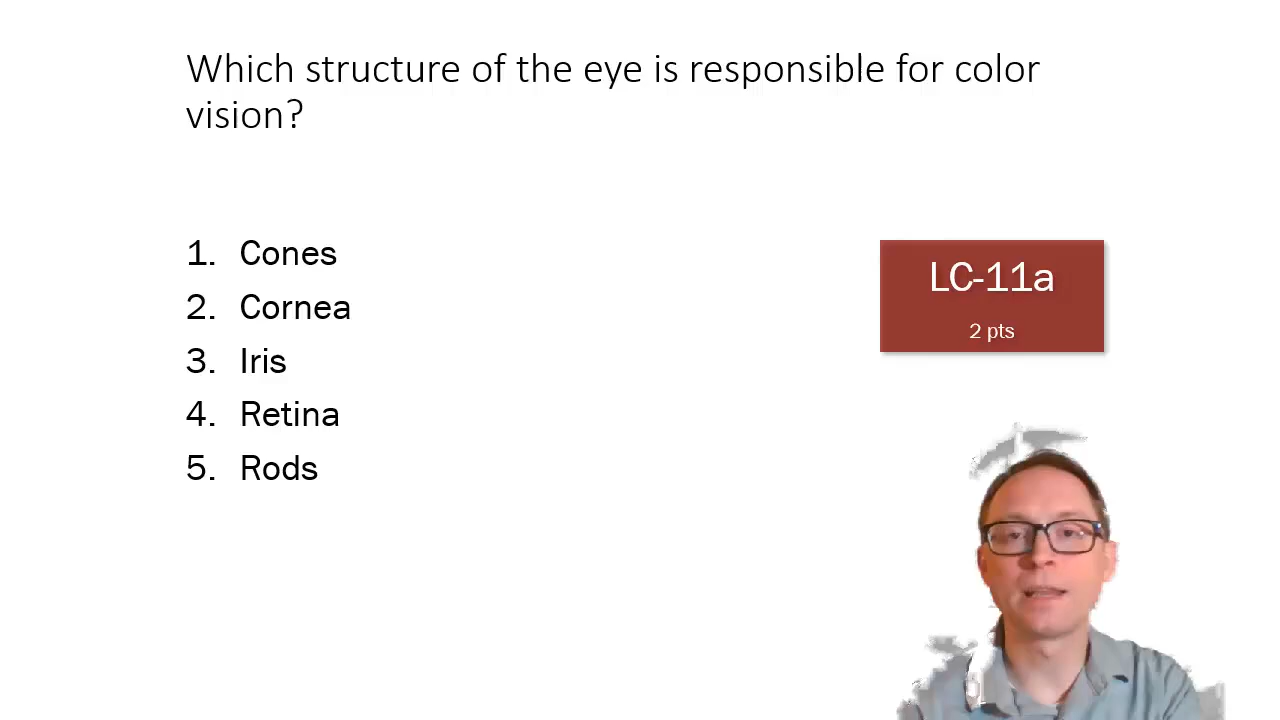 Which structure of the eye is responsible for color
vision?
1. Cones
2. Cornea
3. Iris
4. Retina
5. Rods
LC-11a
2 pts